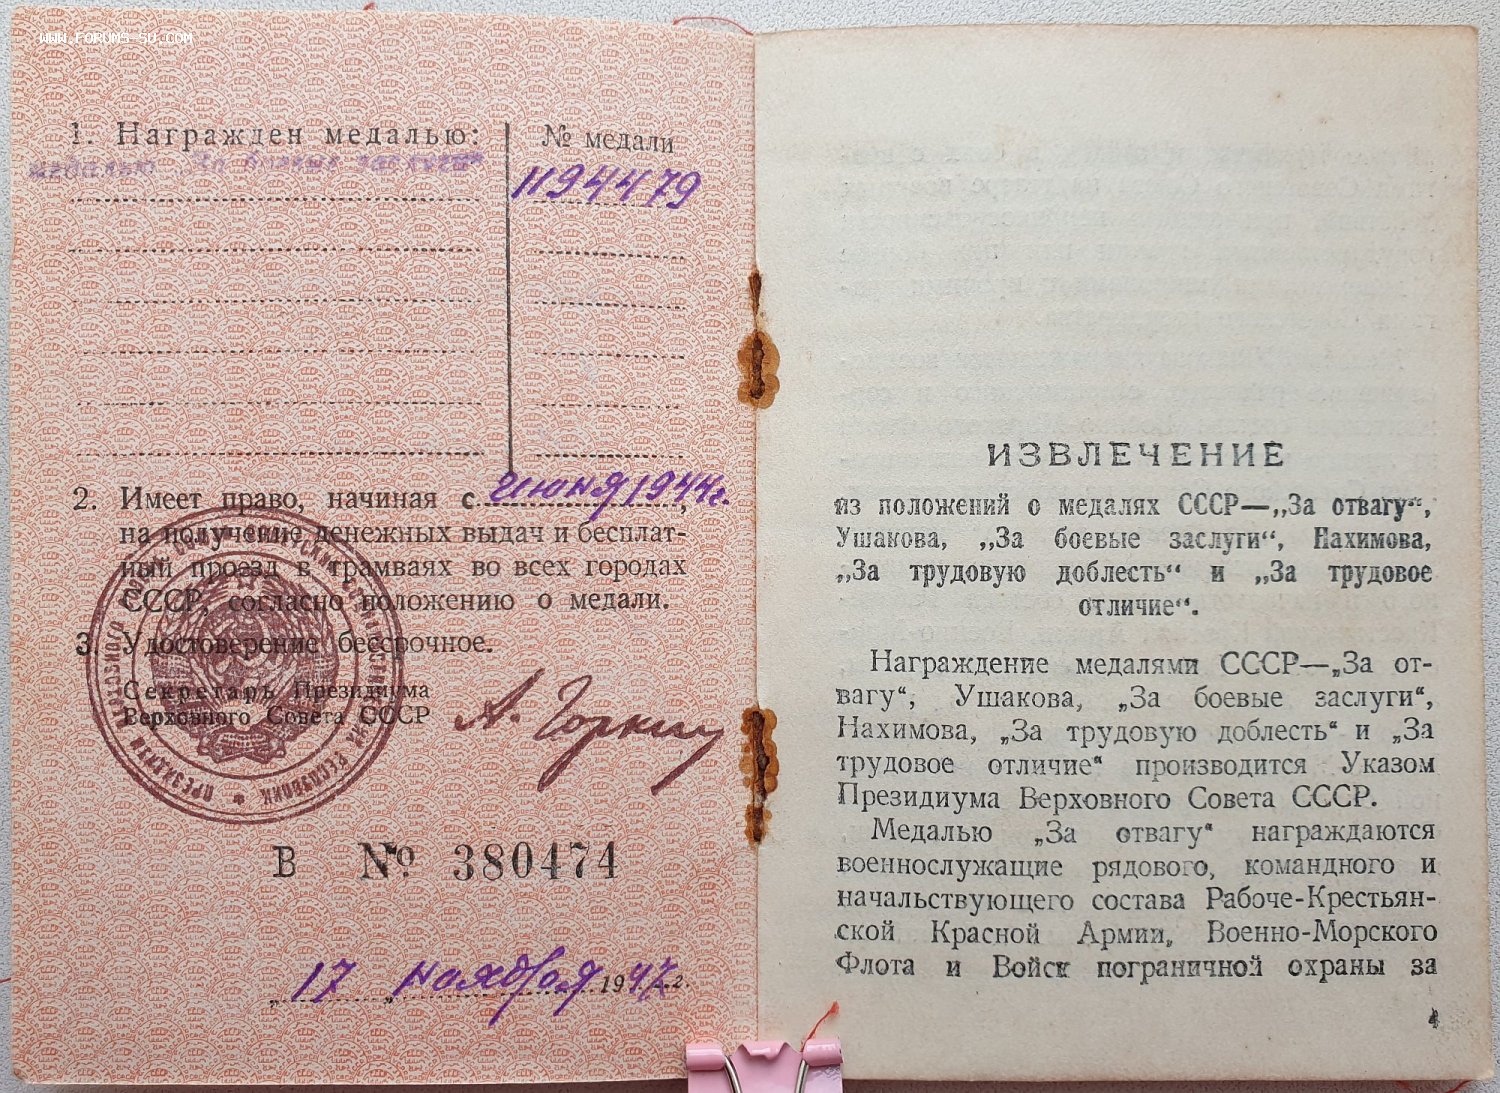 WWW.FORUMS-SU.COM
1. Награжден медалью:
№ медали
медалью „За боевые заслуги“
1194479
2. Имеет право, начиная с июня 1944г.,
на получение денежных выдач и бесплат-
ный проезд в трамваях во всех городах
СССР, согласно положению о медали.
3. Удостоверение бессрочное.
Секретарь Президиума
Верховного Совета СССР
А. Горкин
В № 380474
„17„ ноября 1947г.
ИЗВЛЕЧЕНИЕ
из положений о медалях СССР—„За отвагу“,
Ушакова, „За боевые заслуги“, Нахимова,
„За трудовую доблесть“ и „За трудовое
отличие“.
Награждение медалями СССР—„За от-
вагу“, Ушакова, „За боевые заслуги“,
Нахимова, „За трудовую доблесть“ и „За
трудовое отличие“ производится Указом
Президиума Верховного Совета СССР.
Медалью „За отвагу“ награждаются
военнослужащие рядового, командного и
начальствующего состава Рабоче-Крестьян-
ской Красной Армии, Военно-Морского
Флота и Войск пограничной охраны за
4